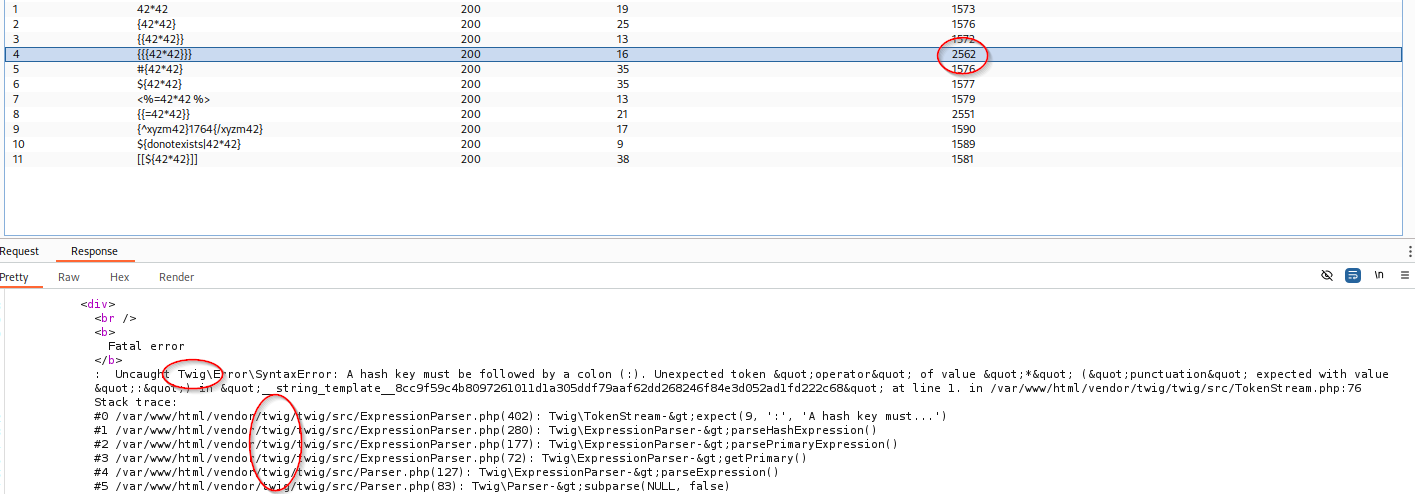 1 42*42 200 19 1573
2 {42*42} 200 25 1576
3 {{42*42}} 200 13 1572
4 {{{42*42}}} 200 16 2562
5 #{42*42} 200 35 1576
6 ${42*42} 200 35 1577
7 <%=42*42 %> 200 13 1579
8 {{=42*42}} 200 21 2551
9 {^xyzm42}1764{/xyzm42} 200 17 1590
10 ${donotexists|42*42} 200 9 1589
11 [[${42*42}]] 200 38 1581
Request Response
Pretty Raw Hex Render \n
<div>
<br />
<b>
Fatal error
</b>
: Uncaught Twig\Error\SyntaxError: A hash key must be followed by a colon (:). Unexpected token &quot;operator&quot; of value &quot;*&quot; (&quot;punctuation&quot; expected with value
&quot;:&quot;) in &quot;__string_template__8cc9f59c4b8097261011d1a305ddf79aaf62dd268246f84e3d052ad1fd222c68&quot; at line 1. in /var/www/html/vendor/twig/twig/src/TokenStream.php:76
Stack trace:
#0 /var/www/html/vendor/twig/twig/src/ExpressionParser.php(402): Twig\TokenStream-&gt;expect(9, ':', 'A hash key must...')
#1 /var/www/html/vendor/twig/twig/src/ExpressionParser.php(280): Twig\ExpressionParser-&gt;parseHashExpression()
#2 /var/www/html/vendor/twig/twig/src/ExpressionParser.php(177): Twig\ExpressionParser-&gt;parsePrimaryExpression()
#3 /var/www/html/vendor/twig/twig/src/ExpressionParser.php(72): Twig\ExpressionParser-&gt;getPrimary()
#4 /var/www/html/vendor/twig/twig/src/Parser.php(127): Twig\ExpressionParser-&gt;parseExpression()
#5 /var/www/html/vendor/twig/twig/src/Parser.php(83): Twig\Parser-&gt;subparse(NULL, false)